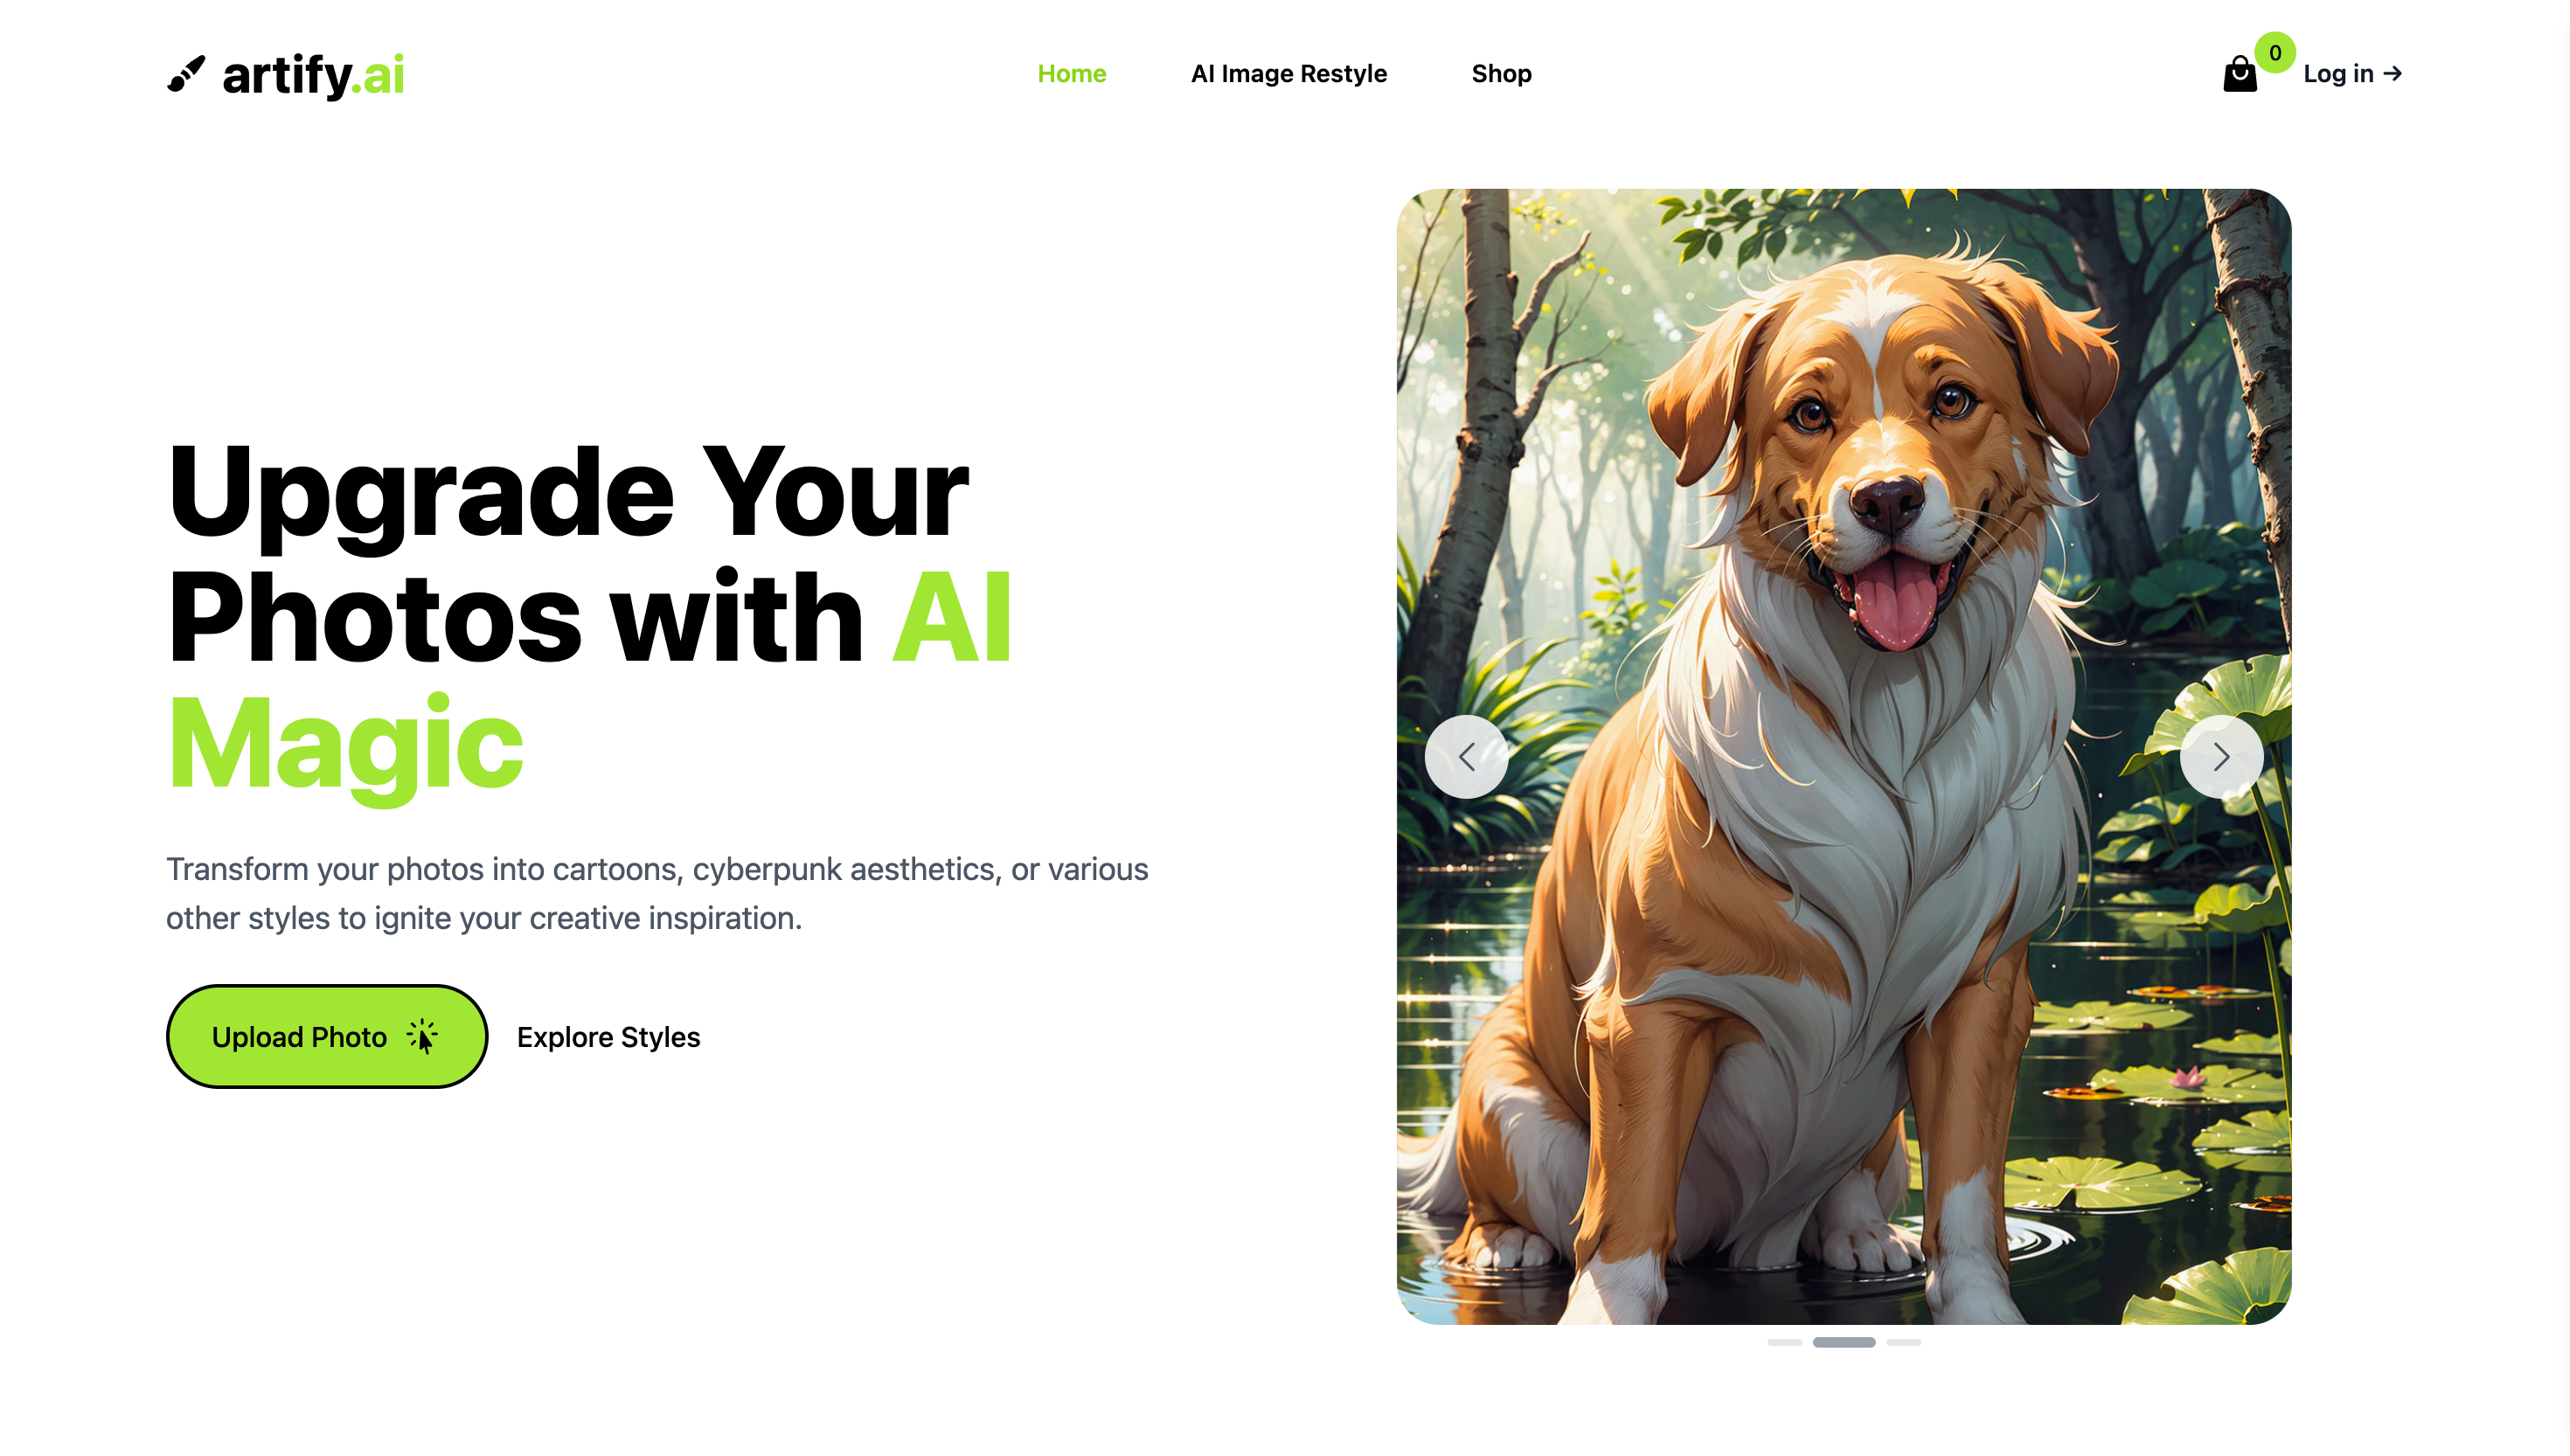 artify.ai
Home
AI Image Restyle
Shop
0
Log in →
Upgrade Your
Photos with AI
Magic
Transform your photos into cartoons, cyberpunk aesthetics, or various
other styles to ignite your creative inspiration.
Upload Photo
Explore Styles